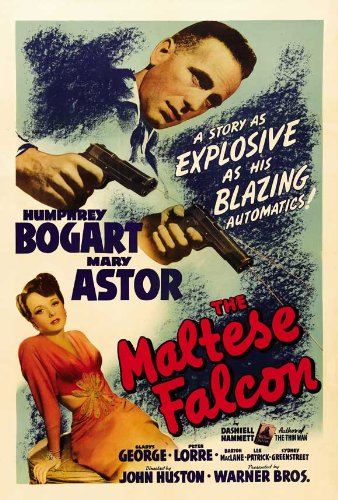 A STORY AS
EXPLOSIVE
AS HIS
BLAZING
AUTOMATICS!
HUMPHREY
BOGART
MARY
ASTOR
THE
Maltese
Falcon
by
DASHIELL
HAMMETT
Author of
THE THIN MAN
GLADYS
GEORGE
PETER
LORRE
BARTON
MacLANE
LEE
PATRICK
SYDNEY
GREENSTREET
Directed by
JOHN HUSTON
Presented by
WARNER BROS.